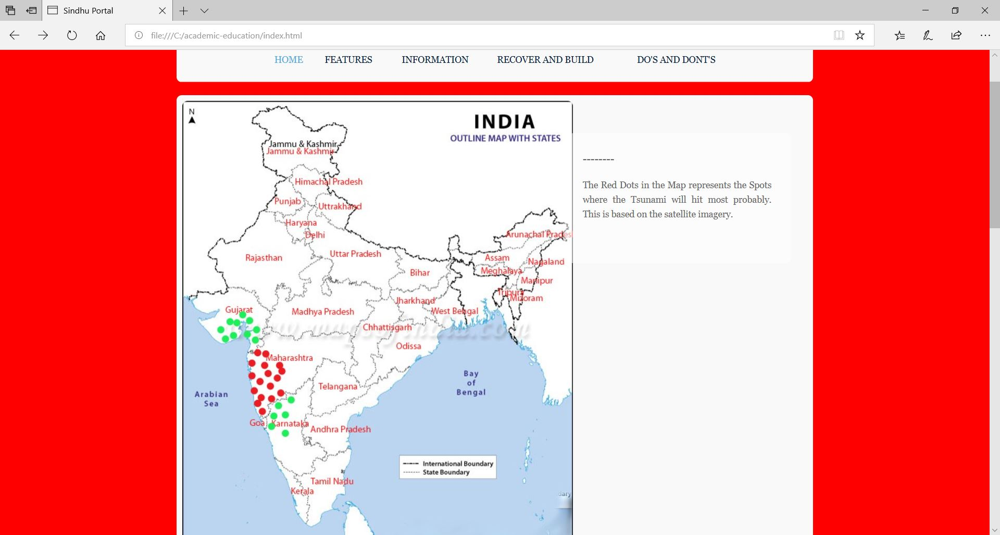 Sindhu Portal
file:///C:/academic-education/index.html
HOME FEATURES INFORMATION RECOVER AND BUILD DO'S AND DONT'S
N
INDIA
OUTLINE MAP WITH STATES
Jammu & Kashmir
Jammu & Kashmir
--------
Himachal Pradesh
The Red Dots in the Map represents the Spots
where the Tsunami will hit most probably.
This is based on the satellite imagery.
Punjab
Uttrakhand
Haryana
Delhi
Arunachal Prades
Rajasthan
Uttar Pradesh
Assam
Nagaland
Bihar
Meghalaya
Manipur
Tripura
Mizoram
Jharkhand
Gujarat
Madhya Pradesh
West Bengal
Chhattisgarh
www.mapsofindia.com
Odissa
Maharashtra
Bay
of
Bengal
Telangana
Arabian
Sea
Goa
Karnataka
Andhra Pradesh
International Boundary
State Boundary
Tamil Nadu
Kerala
dary